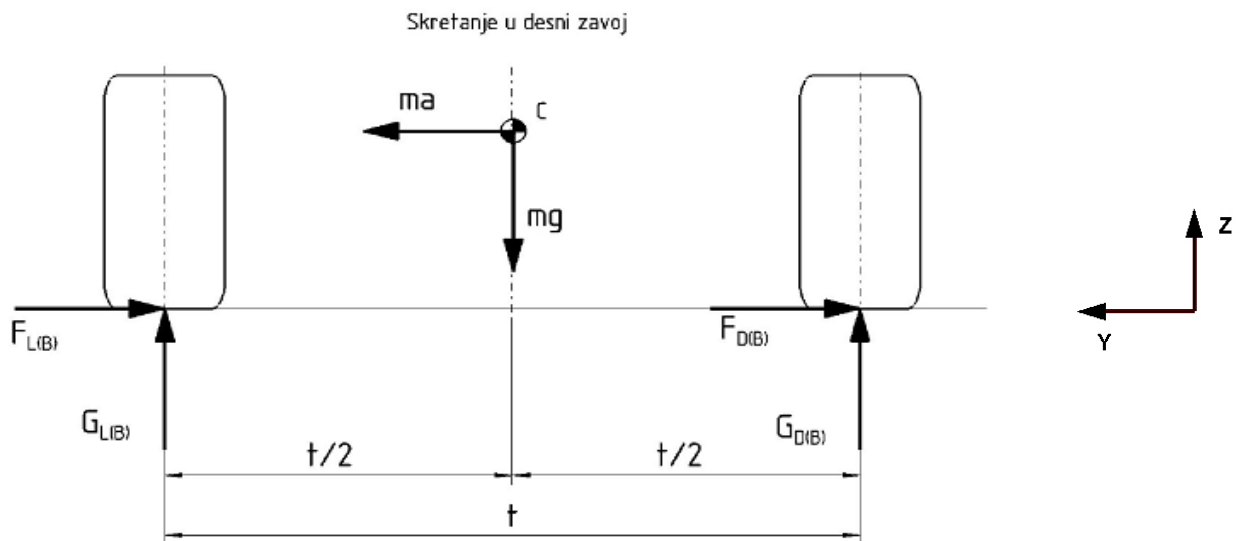 Skretanje u desni zavoj
ma
C
mg
Z
F_L(B)
F_D(B)
Y
G_L(B)
G_D(B)
t/2
t/2
t